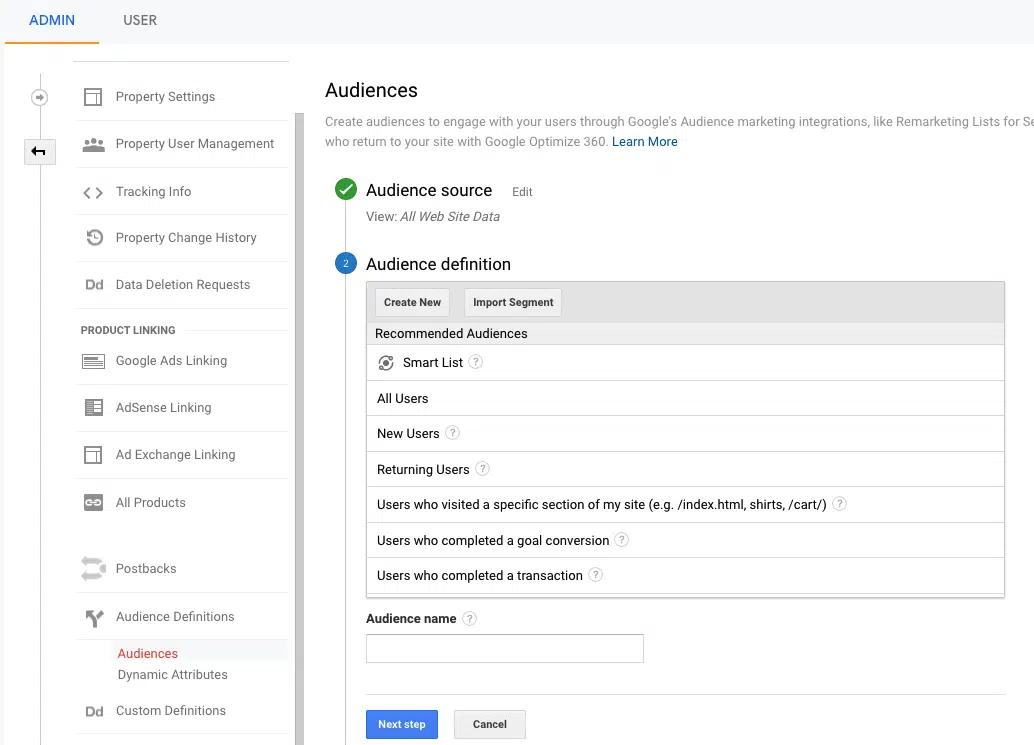 ADMIN
USER
Property Settings
Property User Management
Tracking Info
Property Change History
Dd Data Deletion Requests
PRODUCT LINKING
Google Ads Linking
AdSense Linking
Ad Exchange Linking
All Products
Postbacks
Audience Definitions
Audiences
Dynamic Attributes
Dd Custom Definitions
Audiences
Create audiences to engage with your users through Google's Audience marketing integrations, like Remarketing Lists for Se
who return to your site with Google Optimize 360. Learn More
Audience source Edit
View: All Web Site Data
2 Audience definition
Create New Import Segment
Recommended Audiences
Smart List ?
All Users
New Users ?
Returning Users ?
Users who visited a specific section of my site (e.g. /index.html, shirts, /cart/) ?
Users who completed a goal conversion ?
Users who completed a transaction ?
Audience name ?
Next step Cancel